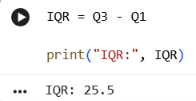 IQR = Q3 - Q1
print("IQR:", IQR)
IQR: 25.5